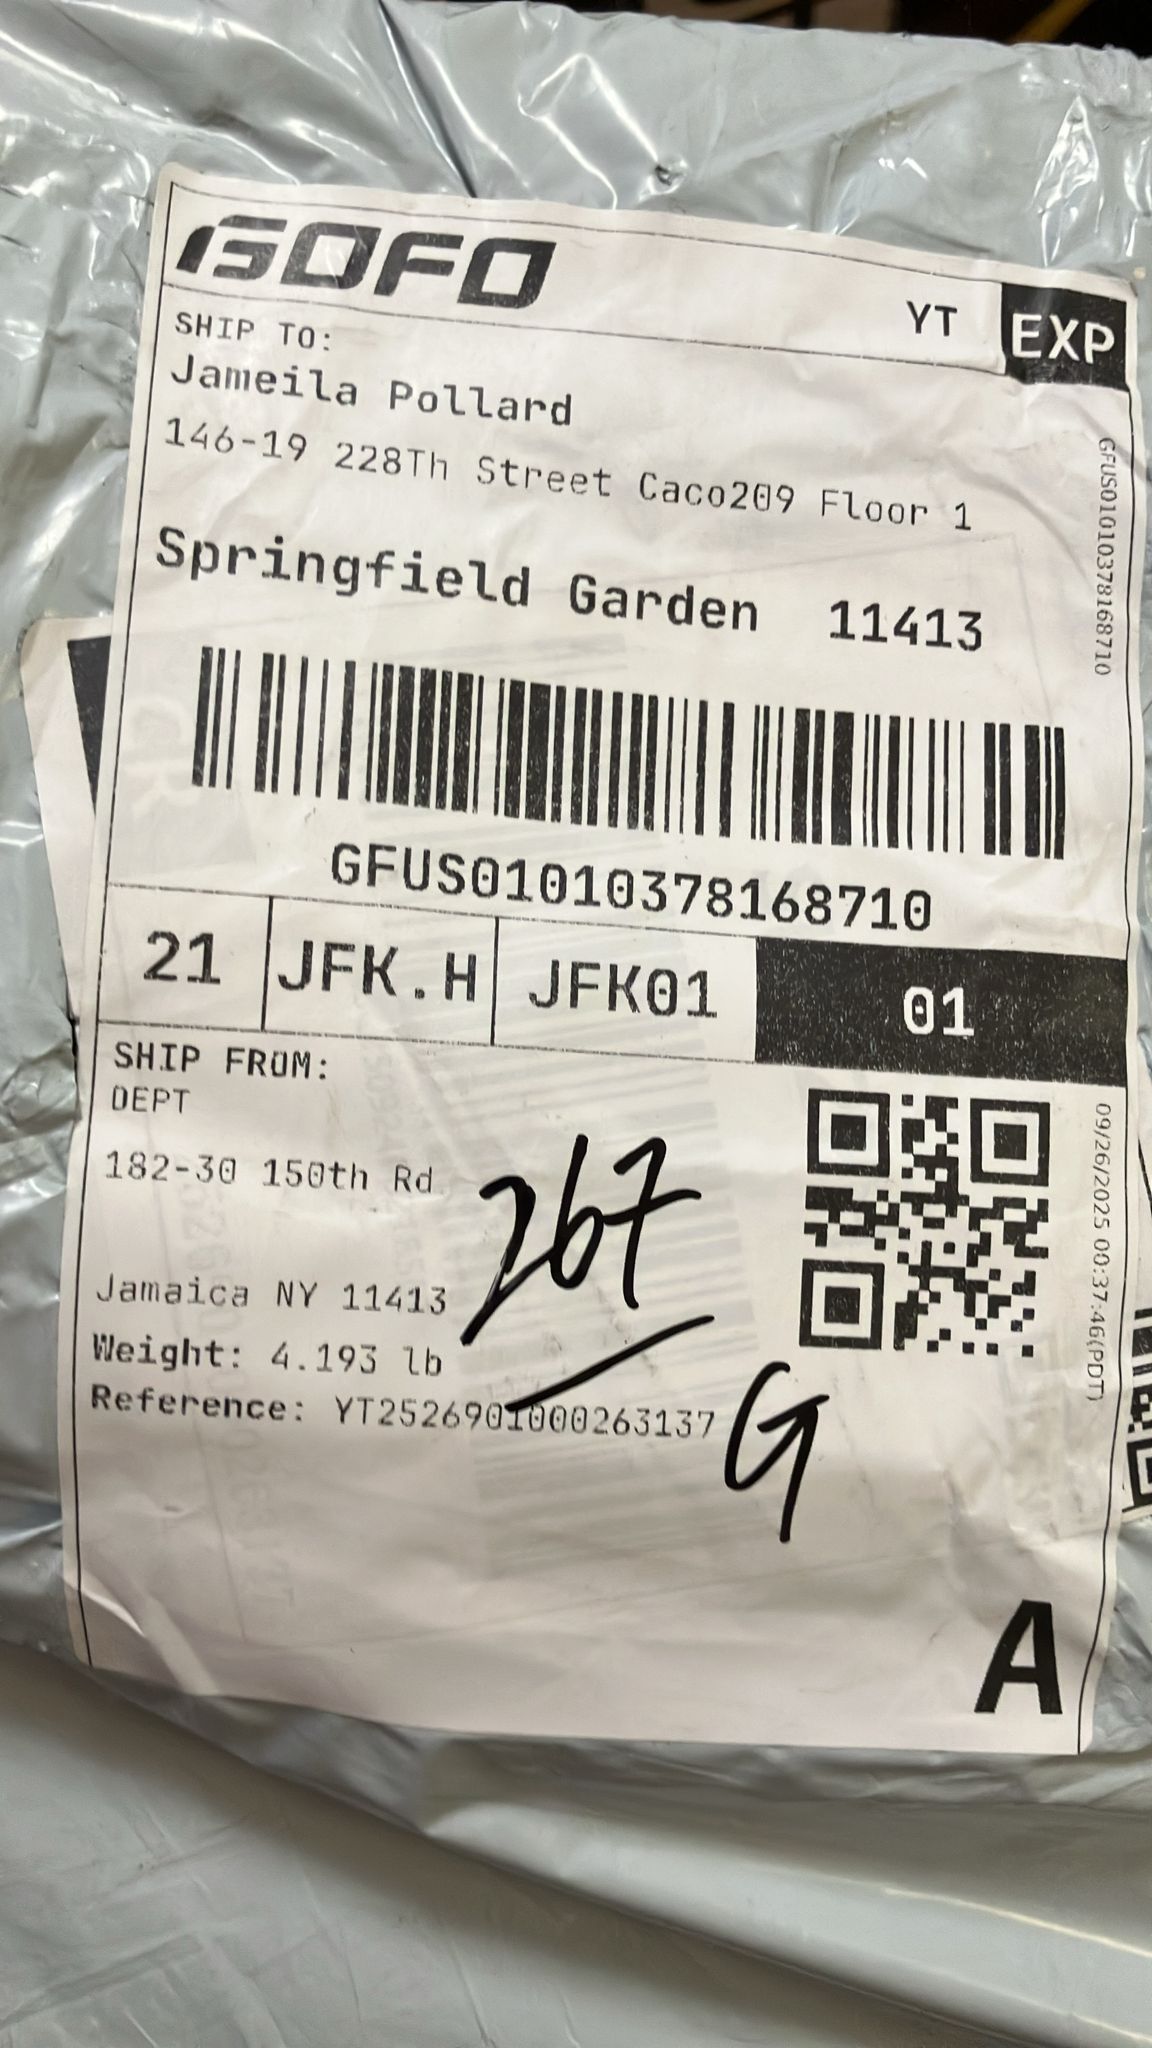 GOFO
YT EXP
SHIP TO:
Jameila Pollard
146-19 228Th Street Caco209 Floor 1
Springfield Garden 11413
GFUS01010378168710
GFUS01010378168710
21 JFK.H JFK01 01
SHIP FROM:
DEPT
182-30 150th Rd
Jamaica NY 11413
Weight: 4.193 lb
Reference: YT2526901000263137
267
G
09/26/2025 00:37:46(PDT)
A